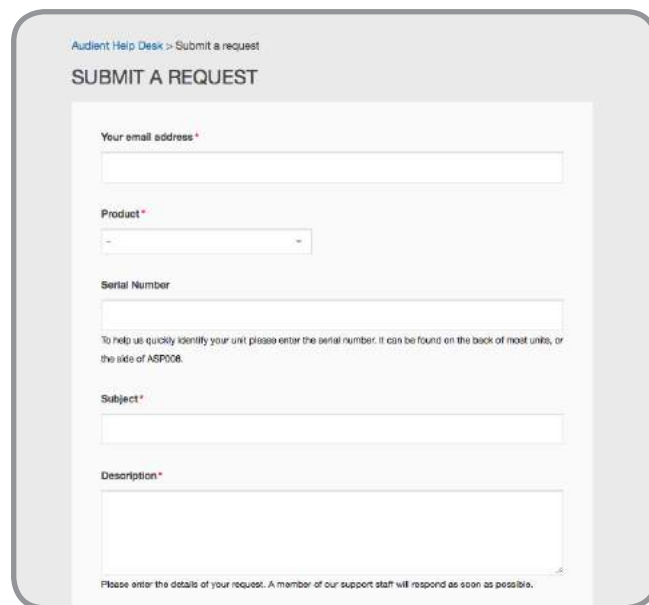 Audient Help Desk > Submit a request
SUBMIT A REQUEST
Your email address *
Product *
-
Serial Number
To help us quickly identify your unit please enter the serial number. It can be found on the back of most units, or
the side of ASP008.
Subject *
Description *
Please enter the details of your request. A member of our support staff will respond as soon as possible.